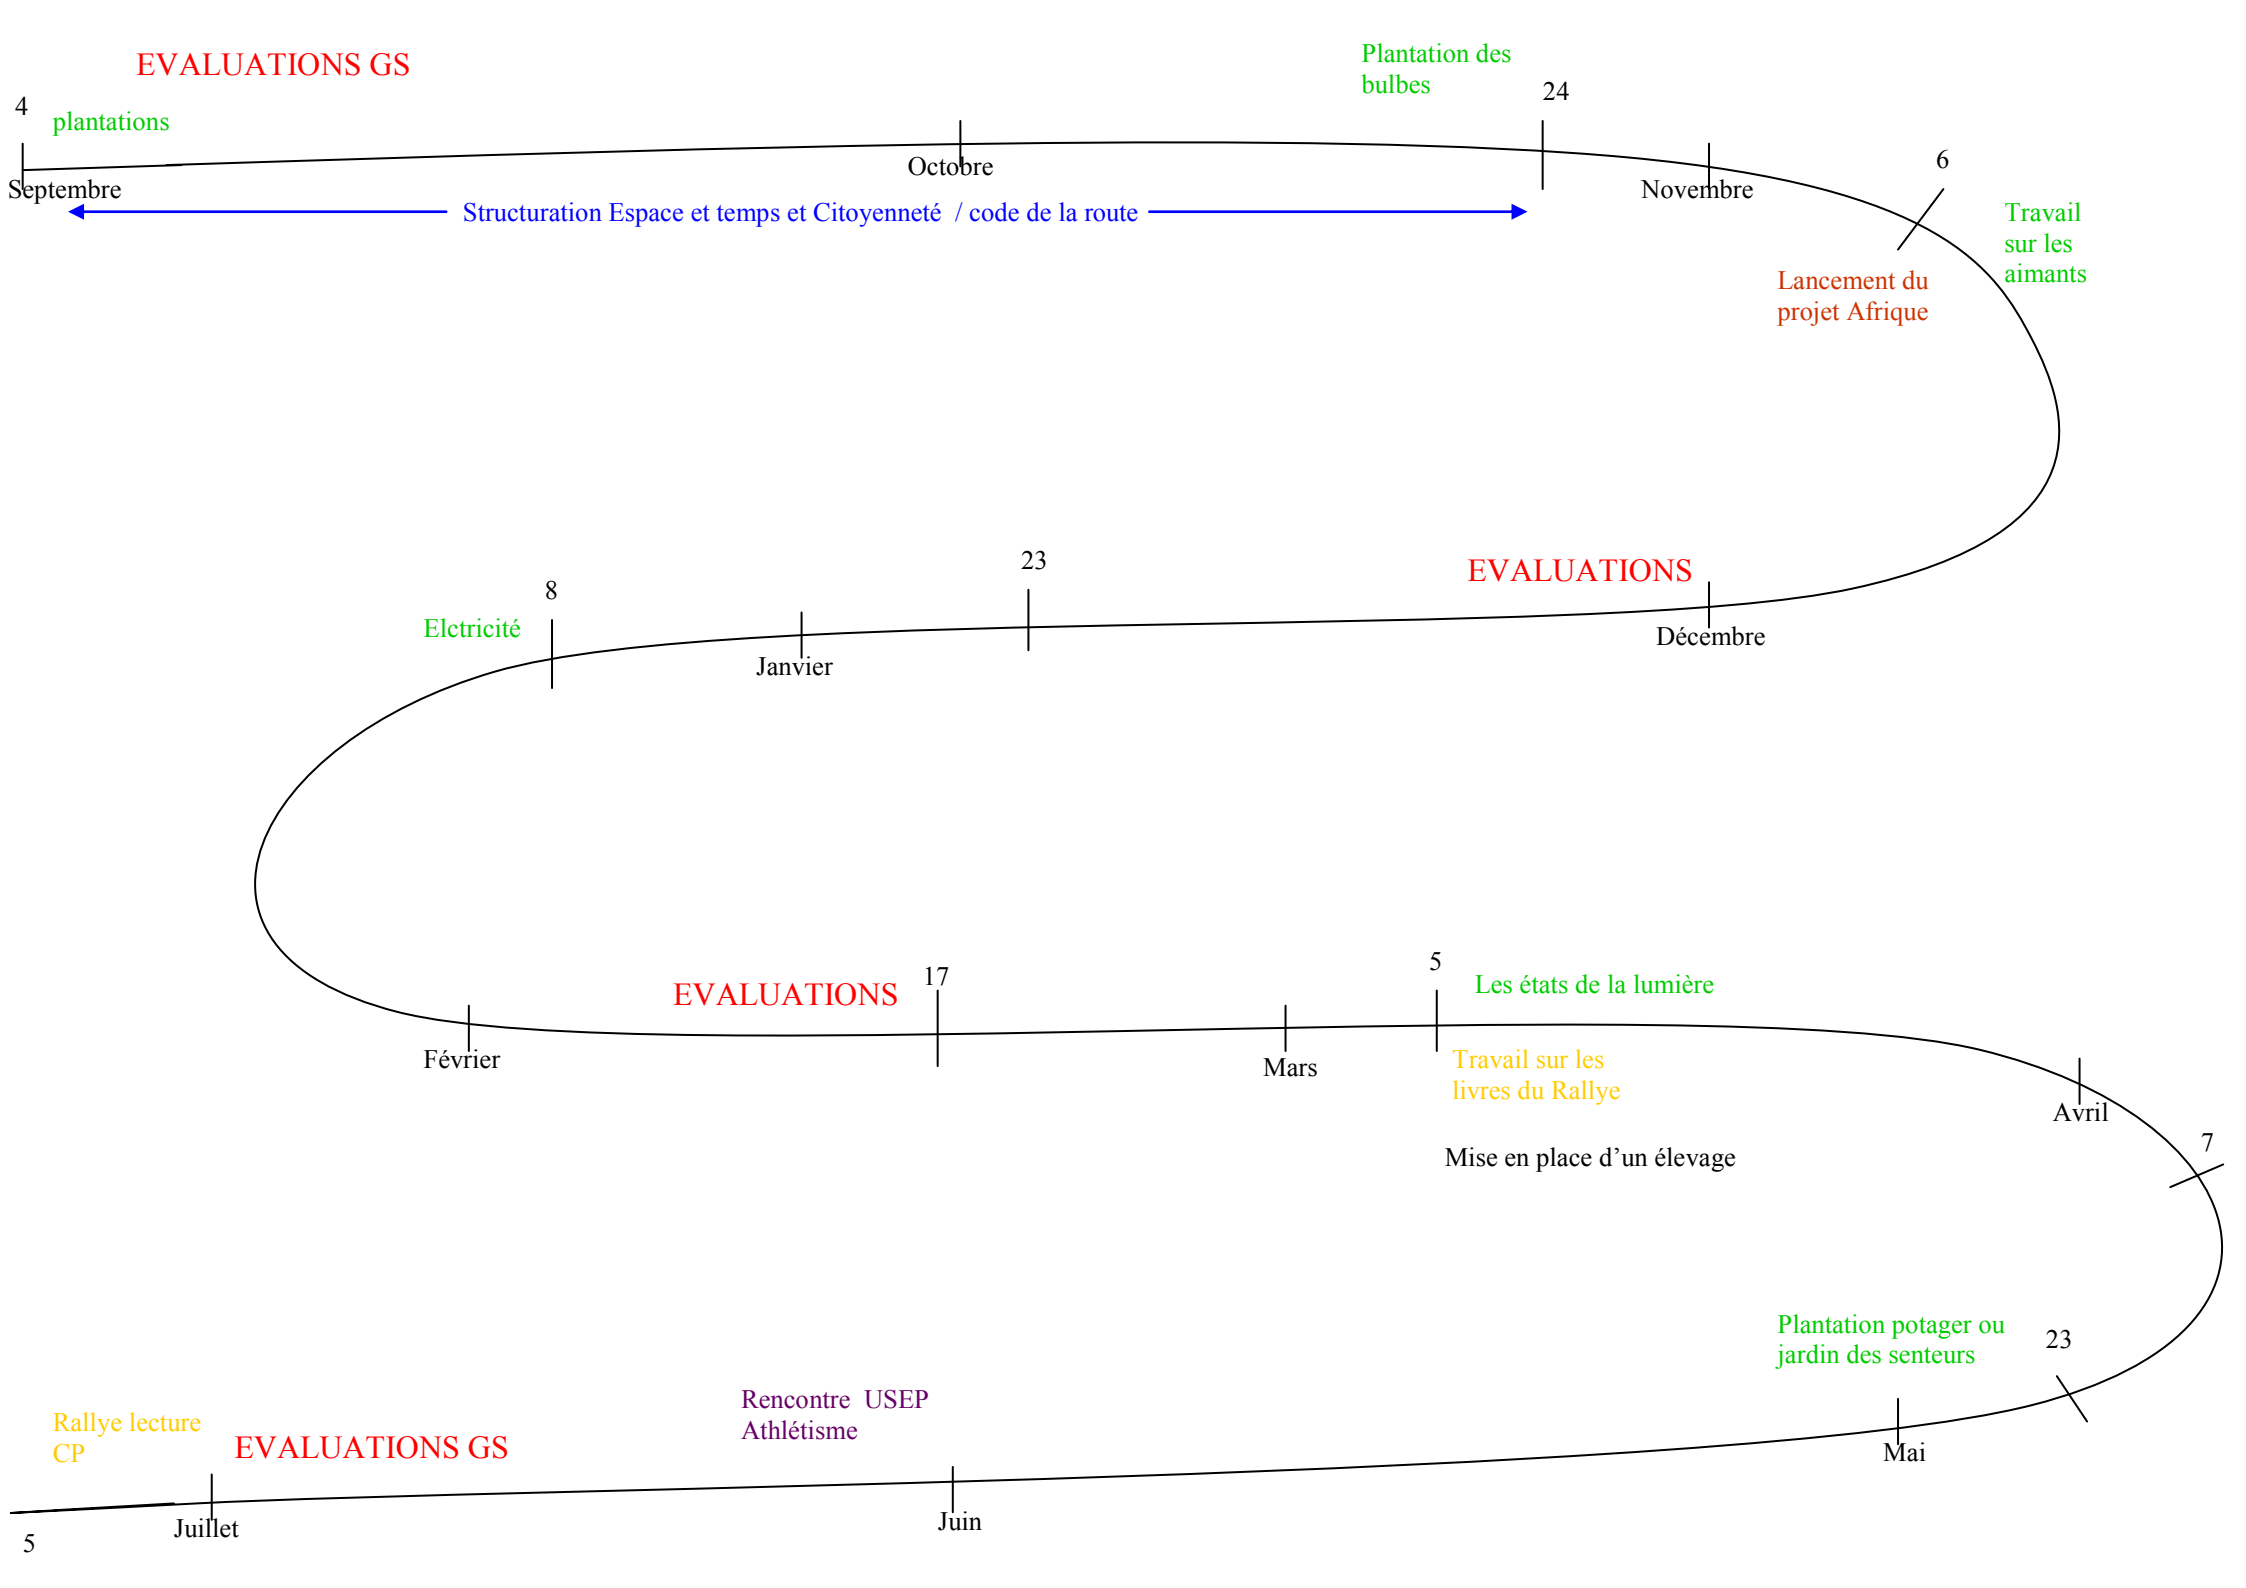 EVALUATIONS GS
Plantation des
bulbes
4
24
plantations
Octobre
6
Septembre
Novembre
Structuration Espace et temps et Citoyenneté  / code de la route
Travail
sur les
aimants
Lancement du
projet Afrique
23
EVALUATIONS
8
Elctricité
Décembre
Janvier
5
17
EVALUATIONS
Les états de la lumière
Février
Mars
Travail sur les
livres du Rallye
Avril
7
Mise en place d’un élevage
Plantation potager ou
jardin des senteurs
23
Rencontre  USEP
Athlétisme
Rallye lecture
CP
EVALUATIONS GS
Mai
Juillet
Juin
5